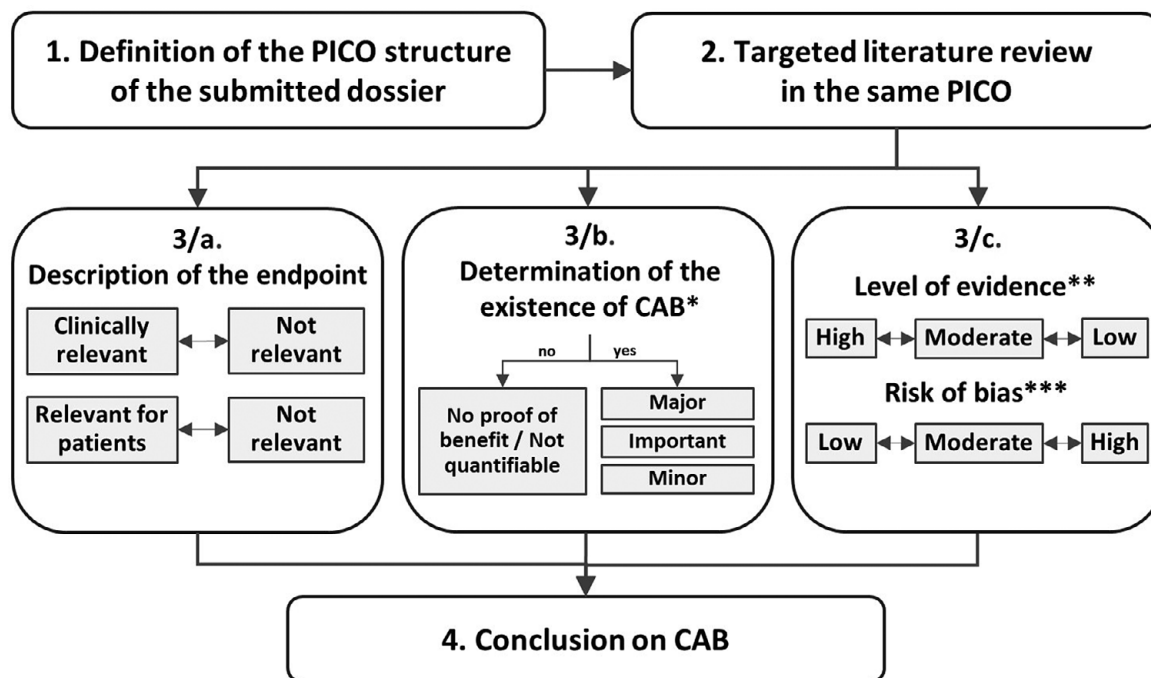 1. Definition of the PICO structure
of the submitted dossier
2. Targeted literature review
in the same PICO
3/a.
Description of the endpoint
Clinically
relevant
Not
relevant
Relevant for
patients
Not
relevant
3/b.
Determination of the
existence of CAB*
no
yes
No proof of
benefit / Not
quantifiable
Major
Important
Minor
3/c.
Level of evidence**
High
Moderate
Low
Risk of bias***
Low
Moderate
High
4. Conclusion on CAB